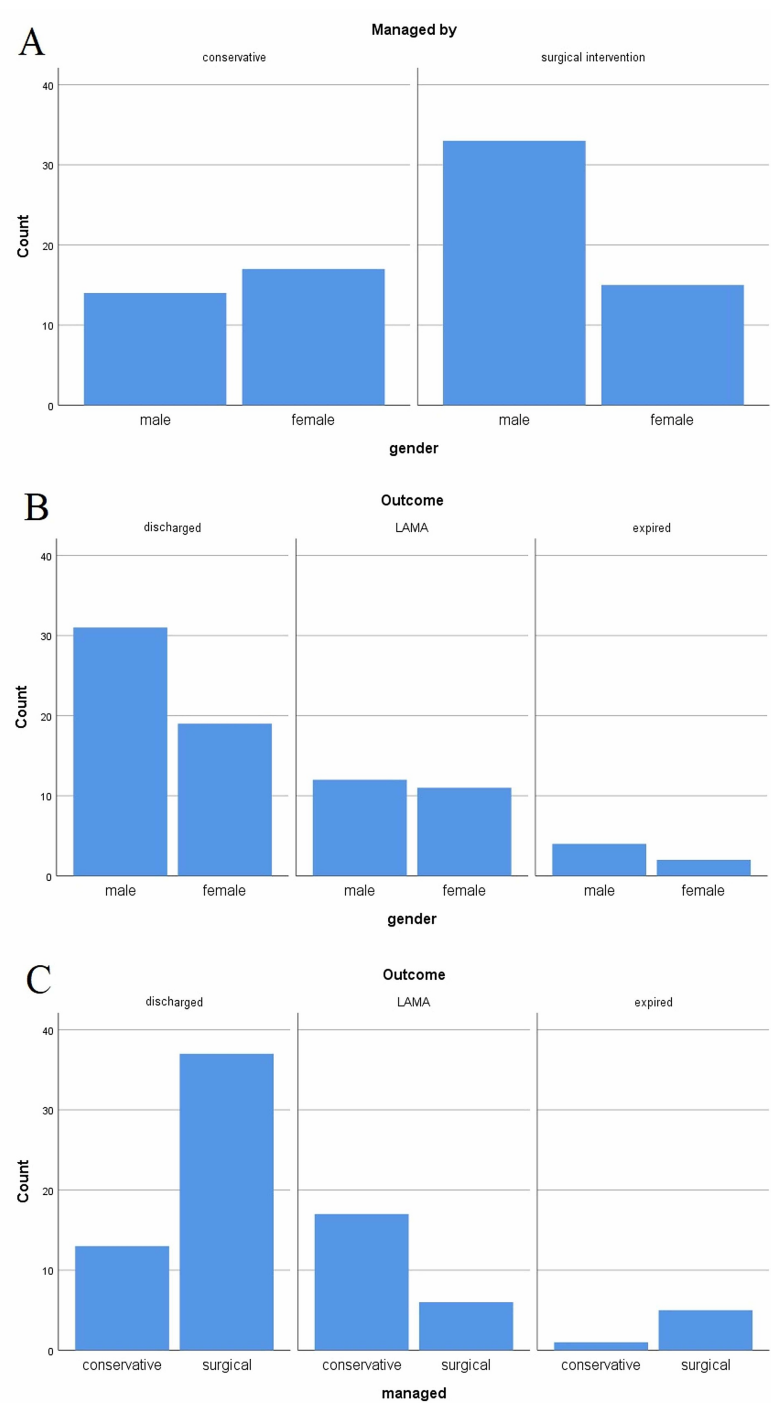 A
Managed by
conservative surgical intervention
40
30
20
10
0
Count
male female male female
gender
B
Outcome
discharged LAMA expired
40
30
20
10
0
Count
male female male female male female
gender
C
Outcome
discharged LAMA expired
40
30
20
10
0
Count
conservative surgical conservative surgical conservative surgical
managed